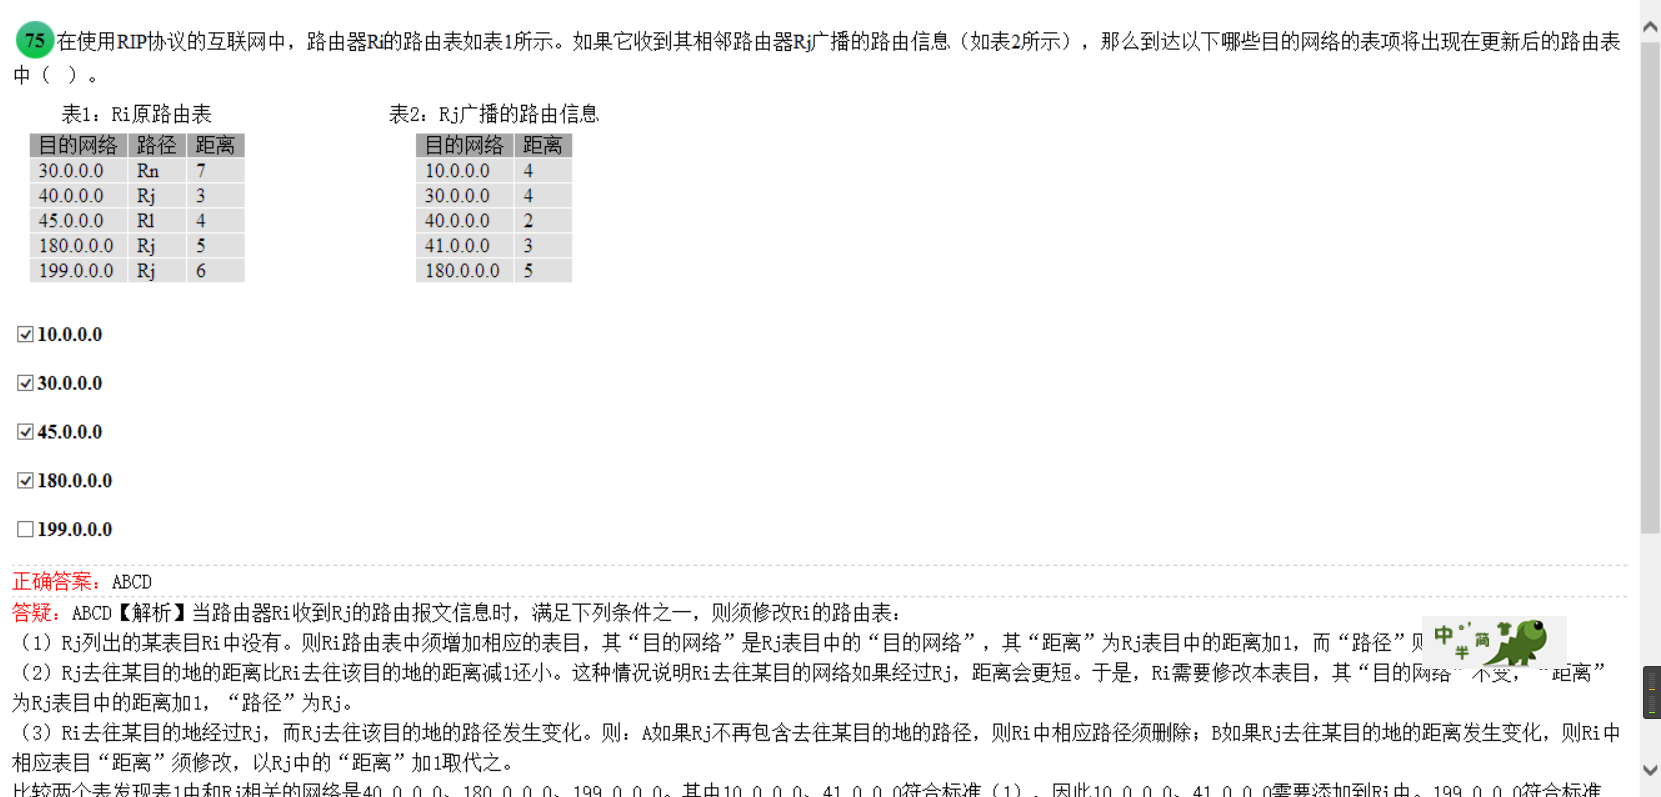 75 在使用RIP协议的互联网中，路由器Ri的路由表如表1所示。如果它收到其相邻路由器Rj广播的路由信息（如表2所示），那么到达以下哪些目的网络的表项将出现在更新后的路由表
中（ ）。
表1：Ri原路由表 表2：Rj广播的路由信息
目的网络 路径 距离 目的网络 距离
30.0.0.0 Rn 7 10.0.0.0 4
40.0.0.0 Rj 3 30.0.0.0 4
45.0.0.0 Rl 4 40.0.0.0 2
180.0.0.0 Rj 5 41.0.0.0 3
199.0.0.0 Rj 6 180.0.0.0 5
10.0.0.0
30.0.0.0
45.0.0.0
180.0.0.0
199.0.0.0
正确答案：ABCD
答疑：ABCD【解析】当路由器Ri收到Rj的路由报文信息时，满足下列条件之一，则须修改Ri的路由表：
（1）Rj列出的某表目Ri中没有。则Ri路由表中须增加相应的表目，其“目的网络”是Rj表目中的“目的网络”，其“距离”为Rj表目中的距离加1，而“路径”则
中 简
半
（2）Rj去往某目的地的距离比Ri去往该目的地的距离减1还小。这种情况说明Ri去往某目的网络如果经过Rj，距离会更短。于是，Ri需要修改本表目，其“目的网络”不变，“距离”
为Rj表目中的距离加1，“路径”为Rj。
（3）Ri去往某目的地经过Rj，而Rj去往该目的地的路径发生变化。则：A如果Rj不再包含去往某目的地的路径，则Ri中相应路径须删除；B如果Rj去往某目的地的距离发生变化，则Ri中
相应表目“距离”须修改，以Rj中的“距离”加1取代之。
比较两个表发现表1中和Rj相关的网络是40.0.0.0、180.0.0.0、199.0.0.0。其中10.0.0.0、41.0.0.0符合标准（1），因此10.0.0.0、41.0.0.0需要添加到Ri中。199.0.0.0符合标准